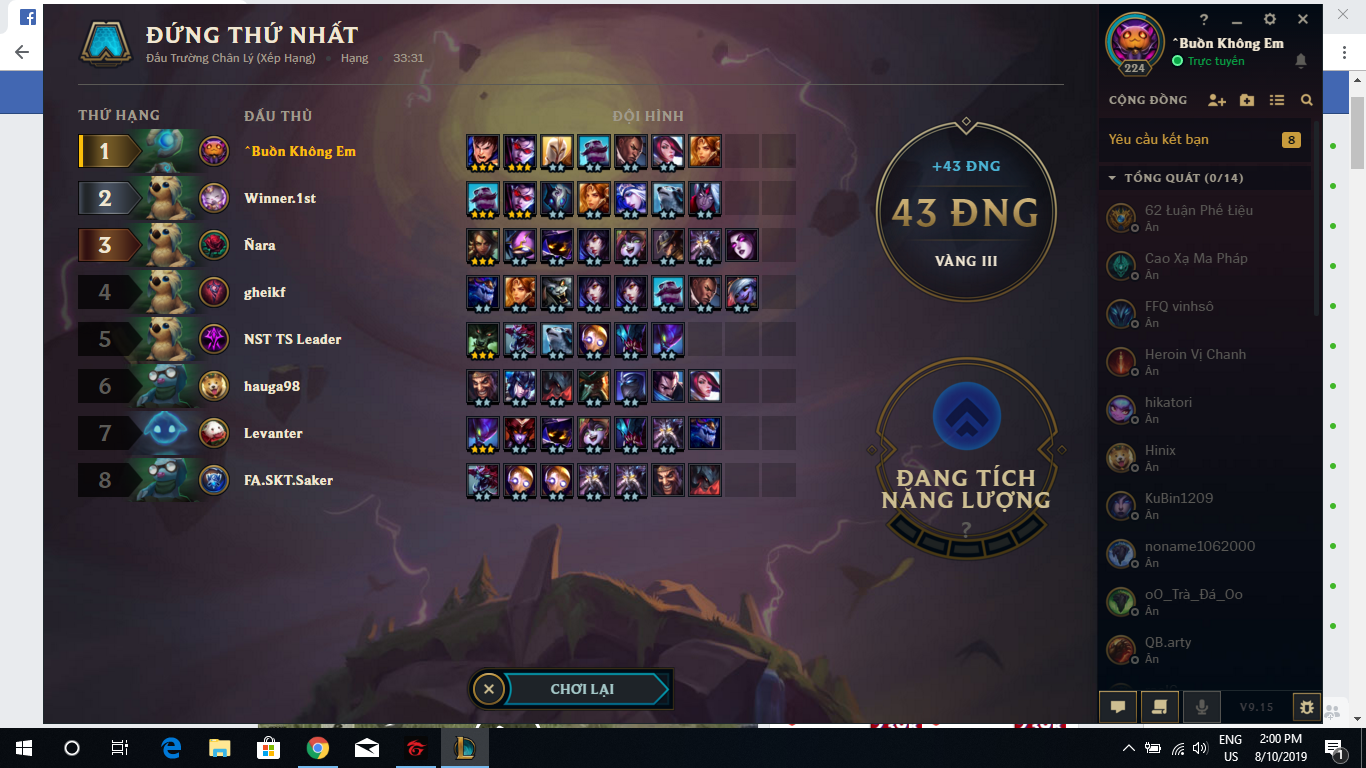 ĐỨNG THỨ NHẤT
Đấu Trường Chân Lý (Xếp Hạng) • Hạng 33:31
THỨ HẠNG ĐẤU THỦ ĐỘI HÌNH
1 ˆBuồn Không Em
2 Winner.1st
3 Ñara
4 gheikf
5 NST TS Leader
6 hauga98
7 Levanter
8 FA.SKT.Saker
+43 ĐNG
43 ĐNG
VÀNG III
ĐANG TÍCH
NĂNG LƯỢNG
?
CHƠI LẠI
?
ˆBuồn Không Em
Trực tuyến
224
CỘNG ĐỒNG
Yêu cầu kết bạn 8
TỔNG QUÁT (0/14)
62 Luận Phế Liệu
Ẩn
Cao Xạ Ma Pháp
Ẩn
FFQ vinhsô
Ẩn
Heroin Vị Chanh
Ẩn
hikatori
Ẩn
Hinix
Ẩn
KuBin1209
Ẩn
noname1062000
Ẩn
oO_Trà_Đá_Oo
Ẩn
QB.arty
Ẩn
V9.15
ENG
US
2:00 PM
8/10/2019
1